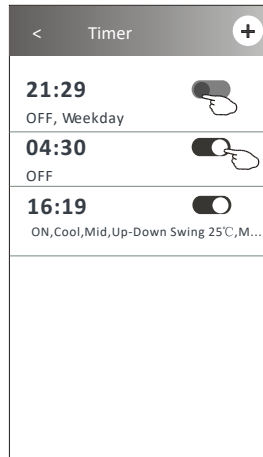 < Timer +
21:29
OFF, Weekday
04:30
OFF
16:19
ON,Cool,Mid,Up-Down Swing 25℃,M...